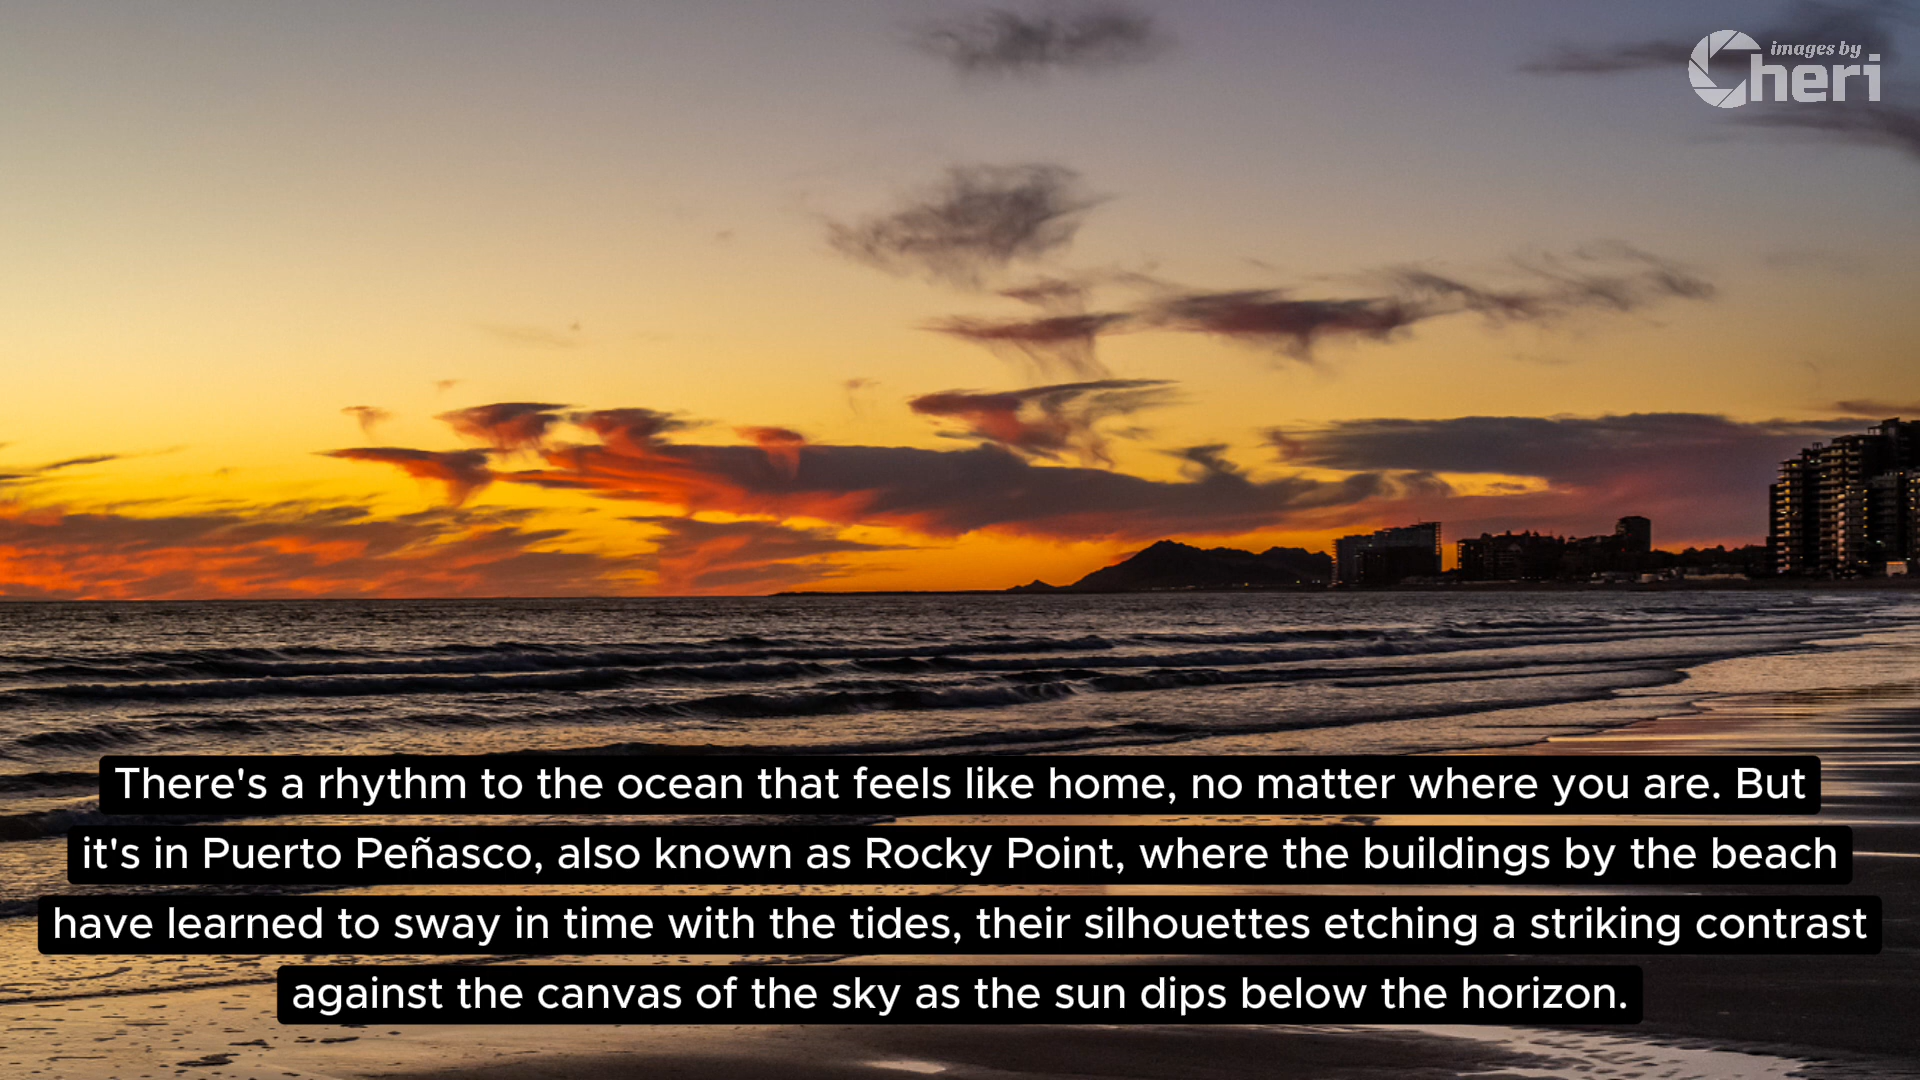 images by
Cheri
There's a rhythm to the ocean that feels like home, no matter where you are. But
it's in Puerto Peñasco, also known as Rocky Point, where the buildings by the beach
have learned to sway in time with the tides, their silhouettes etching a striking contrast
against the canvas of the sky as the sun dips below the horizon.